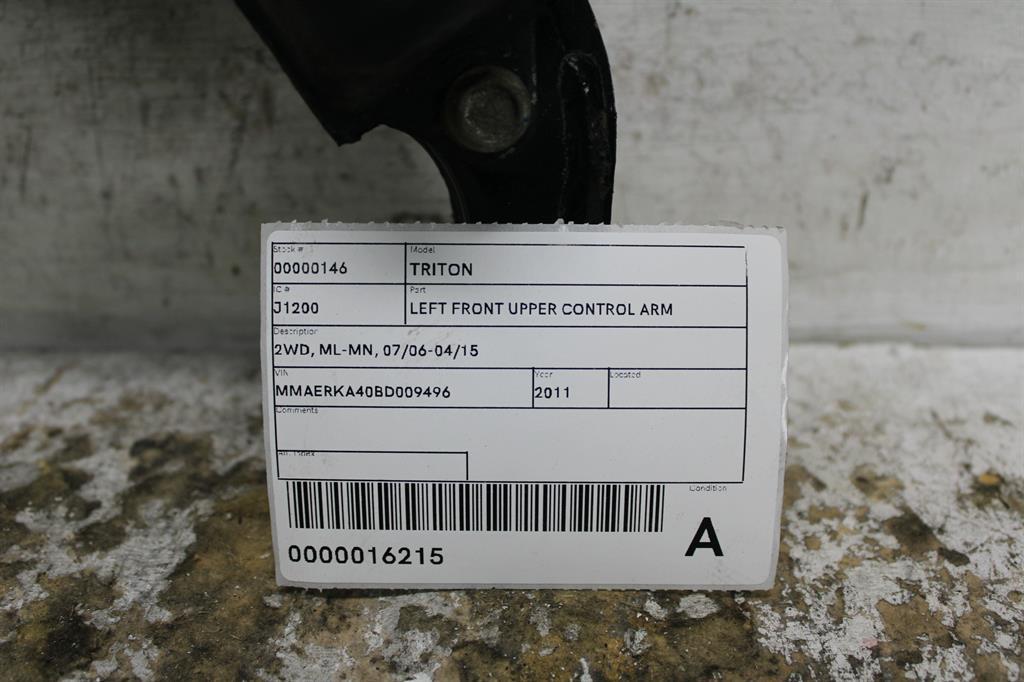 Stock #
Model
00000146
TRITON
IC #
Part
J1200
LEFT FRONT UPPER CONTROL ARM
Description
2WD, ML-MN, 07/06-04/15
VIN
Year
Located
MMAERKA40BD009496
2011
Comments
Alt. Index
Condition
0000016215
A